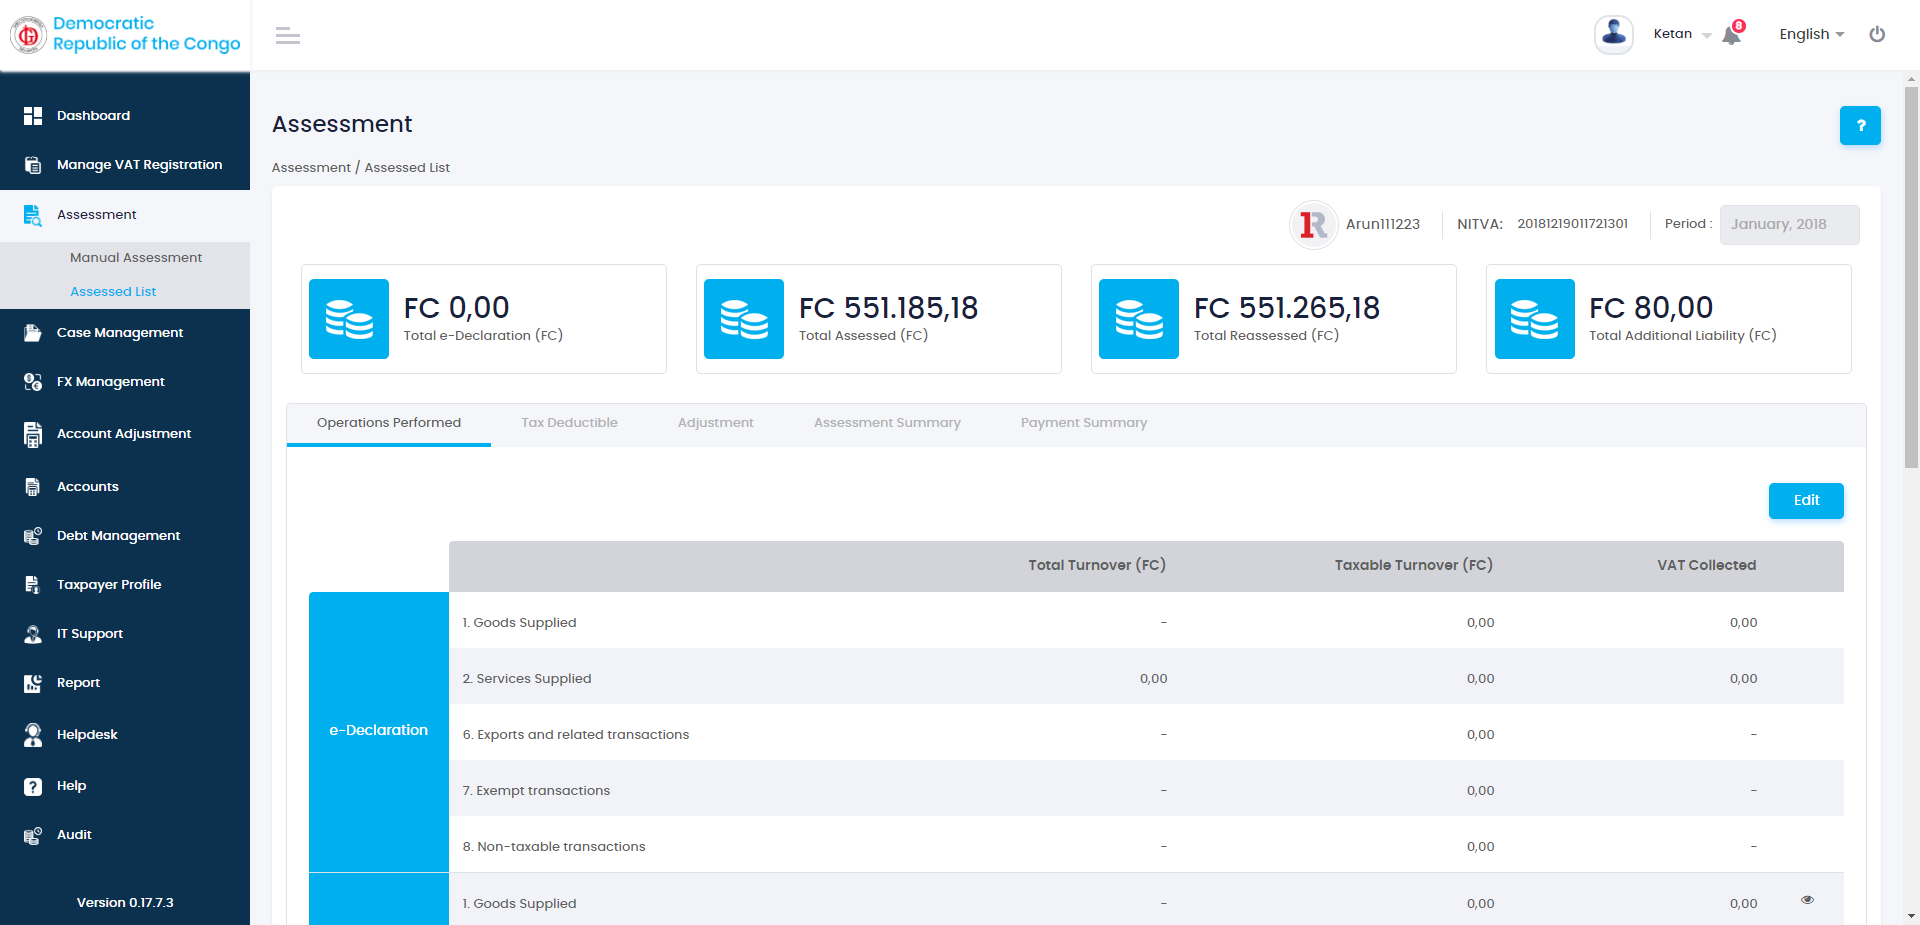 Democratic
Republic of the Congo
Ketan
8
English
Dashboard
Manage VAT Registration
Assessment
Manual Assessment
Assessed List
Case Management
FX Management
Account Adjustment
Accounts
Debt Management
Taxpayer Profile
IT Support
Report
Helpdesk
Help
Audit
Version 0.17.7.3
Assessment
?
Assessment / Assessed List
1R Arun111223 NITVA: 20181219011721301 Period : January, 2018
FC 0,00
Total e-Declaration (FC)
FC 551.185,18
Total Assessed (FC)
FC 551.265,18
Total Reassessed (FC)
FC 80,00
Total Additional Liability (FC)
Operations Performed Tax Deductible Adjustment Assessment Summary Payment Summary
Edit
Total Turnover (FC) Taxable Turnover (FC) VAT Collected
e-Declaration
1. Goods Supplied - 0,00 0,00
2. Services Supplied 0,00 0,00 0,00
6. Exports and related transactions - 0,00 -
7. Exempt transactions - 0,00 -
8. Non-taxable transactions - 0,00 -
1. Goods Supplied - 0,00 0,00